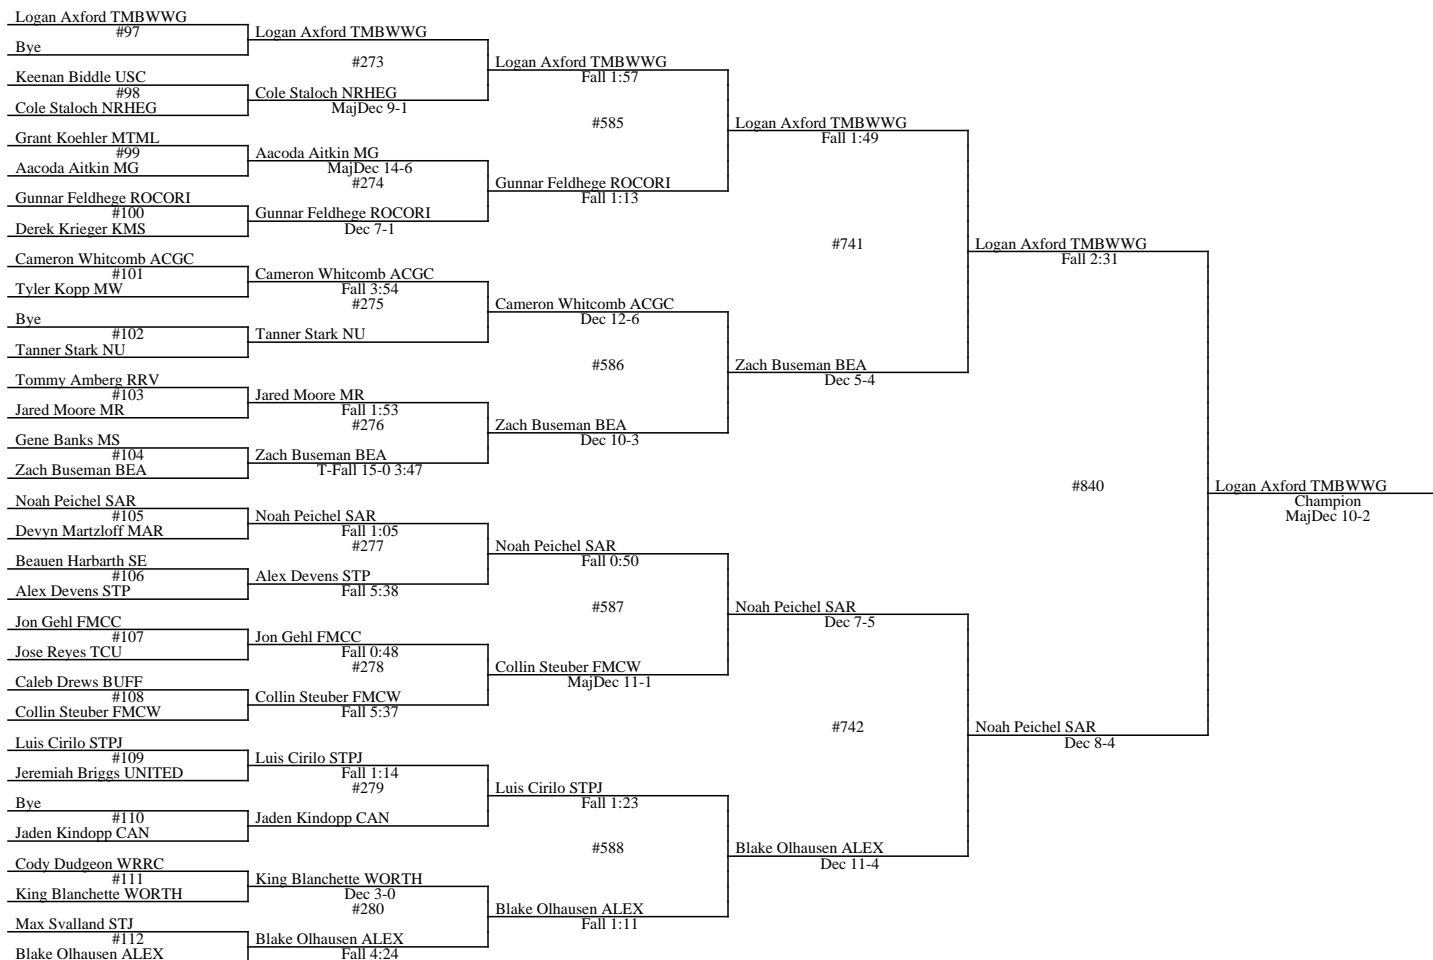 Logan Axford TMBWWG
#97
Bye
Keenan Biddle USC
#98
Cole Staloch NRHEG
Grant Koehler MTML
#99
Aacoda Aitkin MG
Gunnar Feldhege ROCORI
#100
Derek Krieger KMS
Cameron Whitcomb ACGC
#101
Tyler Kopp MW
Bye
#102
Tanner Stark NU
Tommy Amberg RRV
#103
Jared Moore MR
Gene Banks MS
#104
Zach Buseman BEA
Noah Peichel SAR
#105
Devyn Martzloff MAR
Beauen Harbarth SE
#106
Alex Devens STP
Jon Gehl FMCC
#107
Jose Reyes TCU
Caleb Drews BUFF
#108
Collin Steuber FMCW
Luis Cirilo STPJ
#109
Jeremiah Briggs UNITED
Bye
#110
Jaden Kindopp CAN
Cody Dudgeon WRRC
#111
King Blanchette WORTH
Max Svalland STJ
#112
Blake Olhausen ALEX
Logan Axford TMBWWG
#273
Cole Staloch NRHEG
MajDec 9-1
Aacoda Aitkin MG
MajDec 14-6
#274
Gunnar Feldhege ROCORI
Dec 7-1
Cameron Whitcomb ACGC
Fall 3:54
#275
Tanner Stark NU
Jared Moore MR
Fall 1:53
#276
Zach Buseman BEA
T-Fall 15-0 3:47
Noah Peichel SAR
Fall 1:05
#277
Alex Devens STP
Fall 5:38
Jon Gehl FMCC
Fall 0:48
#278
Collin Steuber FMCW
Fall 5:37
Luis Cirilo STPJ
Fall 1:14
#279
Jaden Kindopp CAN
King Blanchette WORTH
Dec 3-0
#280
Blake Olhausen ALEX
Fall 4:24
Logan Axford TMBWWG
Fall 1:57
#585
Gunnar Feldhege ROCORI
Fall 1:13
Cameron Whitcomb ACGC
Dec 12-6
#586
Zach Buseman BEA
Dec 10-3
Noah Peichel SAR
Fall 0:50
#587
Collin Steuber FMCW
MajDec 11-1
Luis Cirilo STPJ
Fall 1:23
#588
Blake Olhausen ALEX
Fall 1:11
Logan Axford TMBWWG
Fall 1:49
#741
Zach Buseman BEA
Dec 5-4
Noah Peichel SAR
Dec 7-5
#742
Blake Olhausen ALEX
Dec 11-4
Logan Axford TMBWWG
Fall 2:31
#840
Noah Peichel SAR
Dec 8-4
Logan Axford TMBWWG
Champion
MajDec 10-2